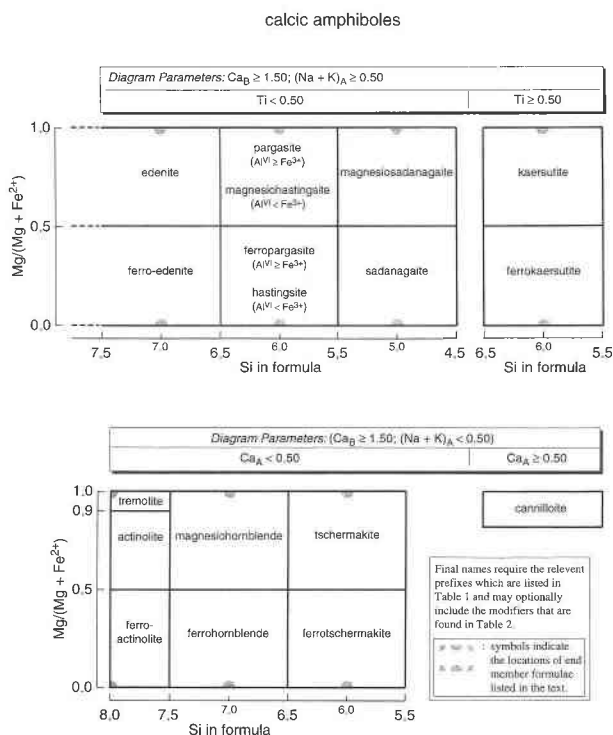 calcic amphiboles
Diagram Parameters: Ca_B ≥ 1.50; (Na + K)_A ≥ 0.50
Ti < 0.50
Ti ≥ 0.50
Mg/(Mg + Fe²⁺)
1.0
0.5
0.0
edenite
pargasite
(Al^VI ≥ Fe³⁺)
magnesiohastingsite
(Al^VI < Fe³⁺)
magnesiosadanagaite
kaersutite
ferro-edenite
ferropargasite
(Al^VI ≥ Fe³⁺)
hastingsite
(Al^VI < Fe³⁺)
sadanagaite
ferrokaersutite
7.5 7.0 6.5 6.0 5.5 5.0 4.5
Si in formula
6.5 6.0 5.5
Si in formula
Diagram Parameters: (Ca_B ≥ 1.50; (Na + K)_A < 0.50)
Ca_A < 0.50
Ca_A ≥ 0.50
Mg/(Mg + Fe²⁺)
1.0
0.9
0.5
0.0
tremolite
actinolite
magnesiohornblende
tschermakite
cannilloite
ferro-
actinolite
ferrohornblende
ferrotschermakite
8.0 7.5 7.0 6.5 6.0 5.5
Si in formula
Final names require the relevent
prefixes which are listed in
Table 1 and may optionally
include the modifiers that are
found in Table 2.
: symbols indicate
the locations of end
member formulae
listed in the text.